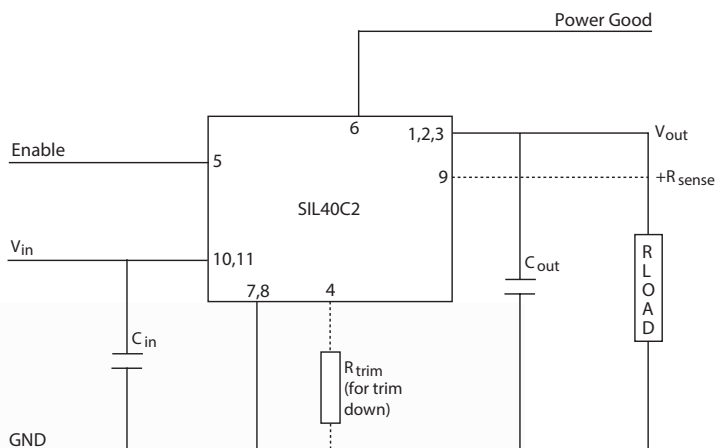 Power Good
6
1,2,3
Vout
Enable
5
9
+Rsense
SIL40C2
Vin
10,11
Cout
RLOAD
7,8
4
Cin
Rtrim
(for trim
down)
GND